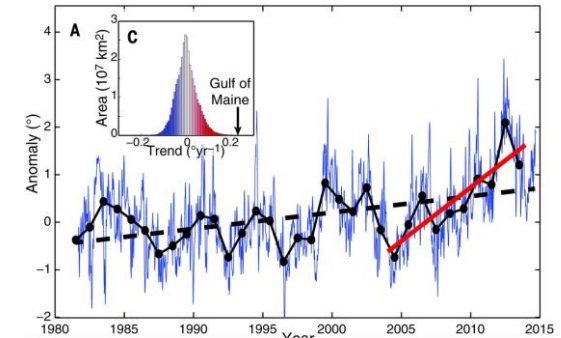 A
C
Anomaly (°)
4
3
2
1
0
−1
−2
1980 1985 1990 1995 2000 2005 2010 2015
Year
Area (10⁷ km²)
3
2
1
0
−0.2 0 0.2
Trend (°yr⁻¹)
Gulf of
Maine